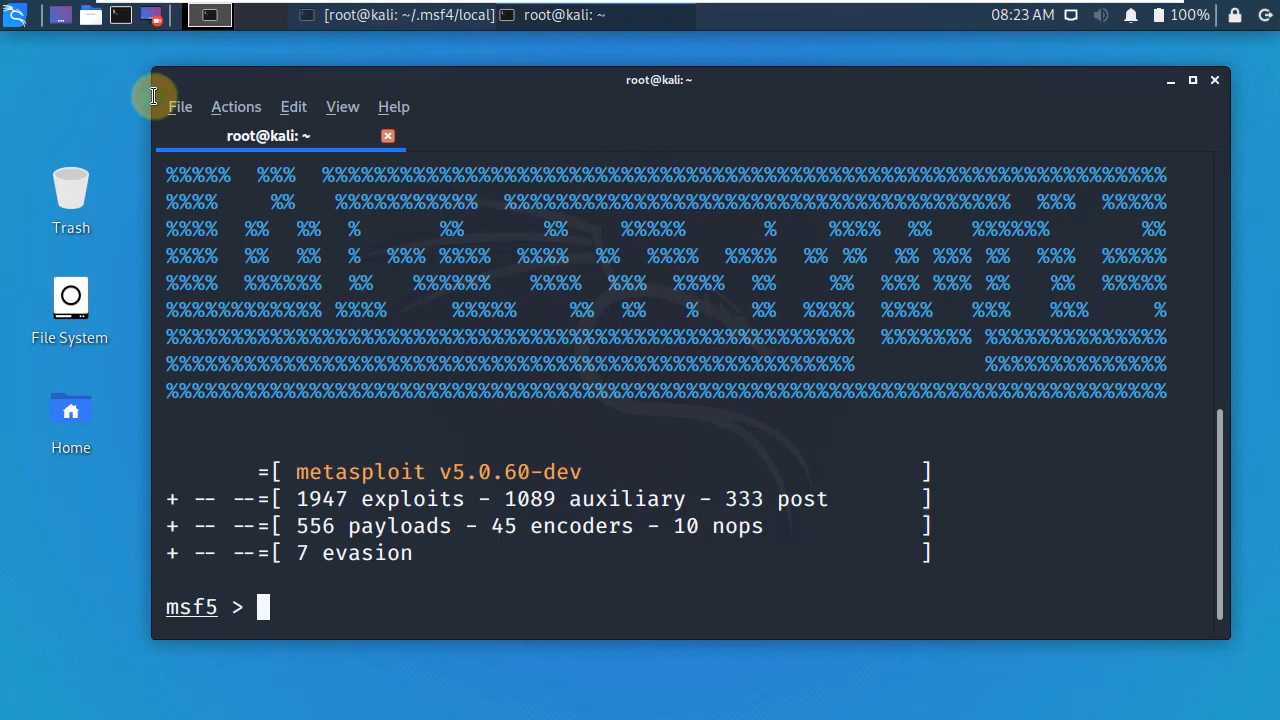 [root@kali: ~/.msf4/local]
root@kali: ~
08:23 AM
100%
root@kali: ~
File Actions Edit View Help
root@kali: ~
%%%%% %%% %%%%%%%%%%%%%%%%%%%%%%%%%%%%%%%%%%%%%%%%%%%%%%%%%%%%%%%%%%%%%%%%%
%%%% %% %%%%%%%%%%% %%%%%%%%%%%%%%%%%%%%%%%%%%%%%%%%%%%%%%% %%% %%%%%
%%%% %% %% % %% %% %%%%% % %%%% %% %%%%%% %%
%%%% %% %% % %%% %%%% %%%% %% %%%% %%%% %% %% %% %%% %% %%% %%%%%
%%%% %%%%%% %% %%%%%% %%%% %%% %%%% %% %% %%% %%% %% %% %%%%%
%%%%%%%%%%%% %%%% %%%%% %% %% % %% %%%% %%%% %%% %%% %
%%%%%%%%%%%%%%%%%%%%%%%%%%%%%%%%%%%%%%%%%%%%%%%%%%%%% %%%%%%% %%%%%%%%%%%%%%
%%%%%%%%%%%%%%%%%%%%%%%%%%%%%%%%%%%%%%%%%%%%%%%%%%%%% %%%%%%%%%%%%%%
%%%%%%%%%%%%%%%%%%%%%%%%%%%%%%%%%%%%%%%%%%%%%%%%%%%%%%%%%%%%%%%%%%%%%%%%%%%%%
=[ metasploit v5.0.60-dev ]
+ -- --=[ 1947 exploits - 1089 auxiliary - 333 post ]
+ -- --=[ 556 payloads - 45 encoders - 10 nops ]
+ -- --=[ 7 evasion ]
msf5 >
Trash
File System
Home